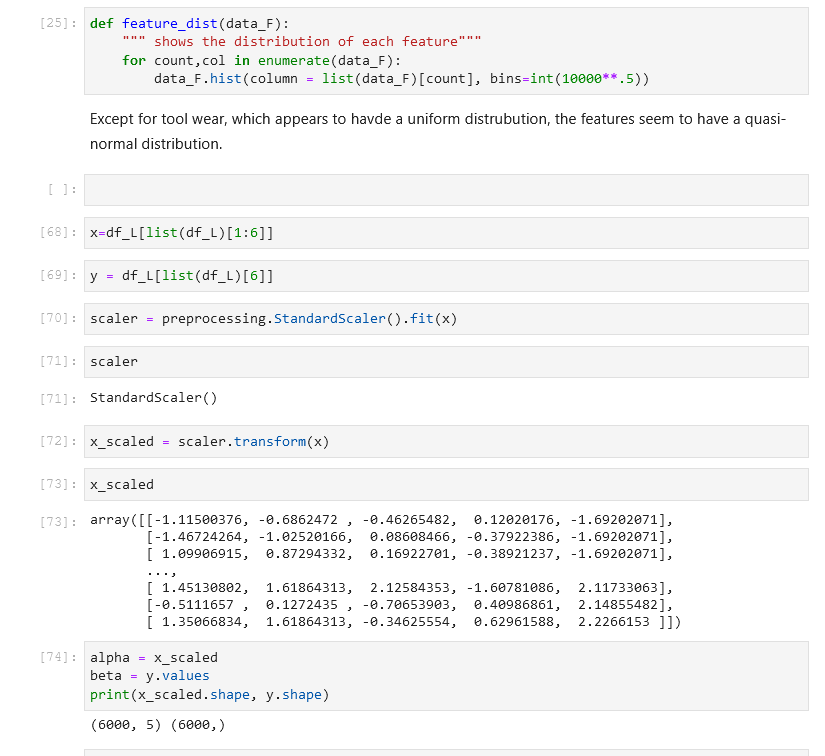 [25]: def feature_dist(data_F):
""" shows the distribution of each feature"""
for count,col in enumerate(data_F):
data_F.hist(column = list(data_F)[count], bins=int(10000**.5))
Except for tool wear, which appears to havde a uniform distrubution, the features seem to have a quasi-
normal distribution.
[ ]:
[68]: x=df_L[list(df_L)[1:6]]
[69]: y = df_L[list(df_L)[6]]
[70]: scaler = preprocessing.StandardScaler().fit(x)
[71]: scaler
[71]: StandardScaler()
[72]: x_scaled = scaler.transform(x)
[73]: x_scaled
[73]: array([[-1.11500376, -0.6862472 , -0.46265482,  0.12020176, -1.69202071],
[-1.46724264, -1.02520166,  0.08608466, -0.37922386, -1.69202071],
[ 1.09906915,  0.87294332,  0.16922701, -0.38921237, -1.69202071],
...,
[ 1.45130802,  1.61864313,  2.12584353, -1.60781086,  2.11733063],
[-0.5111657 ,  0.1272435 , -0.70653903,  0.40986861,  2.14855482],
[ 1.35066834,  1.61864313, -0.34625554,  0.62961588,  2.2266153 ]])
[74]: alpha = x_scaled
beta = y.values
print(x_scaled.shape, y.shape)
(6000, 5) (6000,)